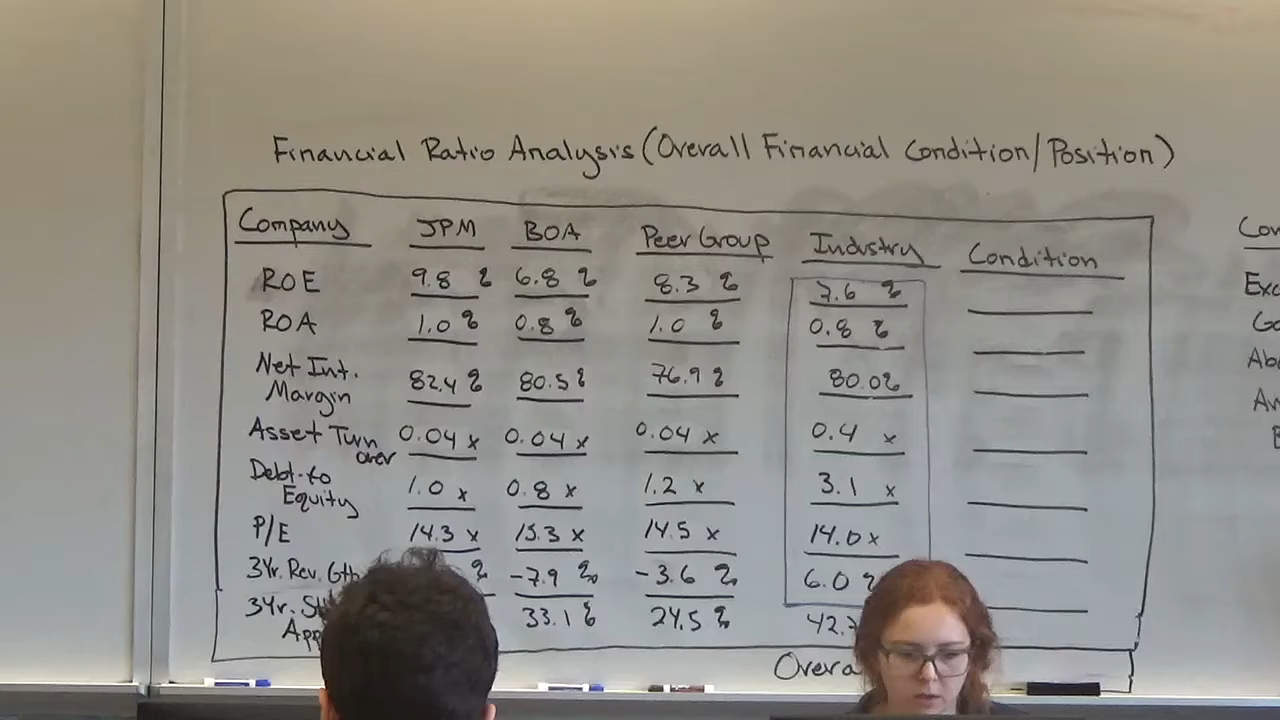 Financial Ratio Analysis (Overall Financial Condition/Position)
Company JPM BOA Peer Group Industry Condition
ROE 9.8 % 6.8 % 8.3 % 7.6 %
ROA 1.0 % 0.8 % 1.0 % 0.8 %
Net Int. Margin 82.4 % 80.5 % 76.9 % 80.0 %
Asset Turn over 0.04 x 0.04 x 0.04 x 0.4 x
Debt-to Equity 1.0 x 0.8 x 1.2 x 3.1 x
P/E 14.3 x 15.3 x 14.5 x 14.0 x
3Yr. Rev. Gth % -7.9 % -3.6 % 6.0 %
3Yr. 33.1 % 24.5 % 42.